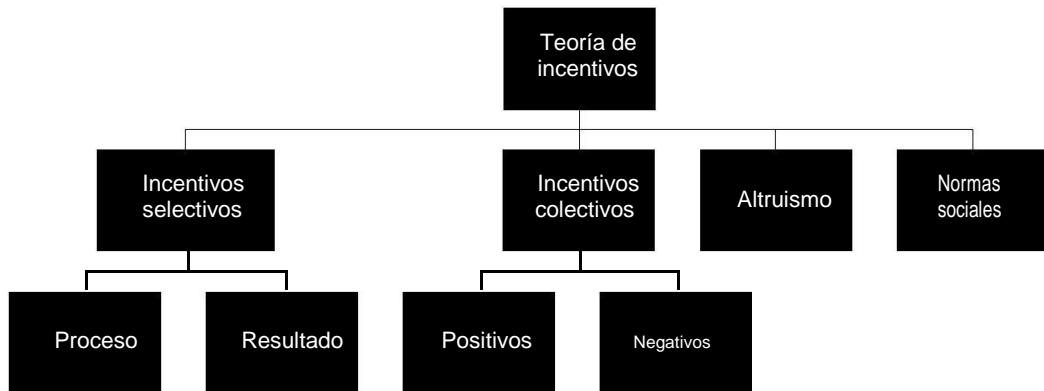 Teoría de
incentivos
Incentivos
selectivos
Incentivos
colectivos
Altruismo
Normas
sociales
Proceso
Resultado
Positivos
Negativos